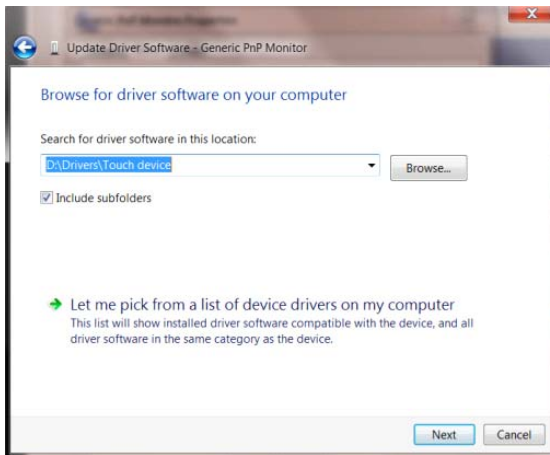 Update Driver Software - Generic PnP Monitor
Browse for driver software on your computer
Search for driver software in this location:
D:\Drivers\Touch device
Browse...
Include subfolders
Let me pick from a list of device drivers on my computer
This list will show installed driver software compatible with the device, and all
driver software in the same category as the device.
Next
Cancel